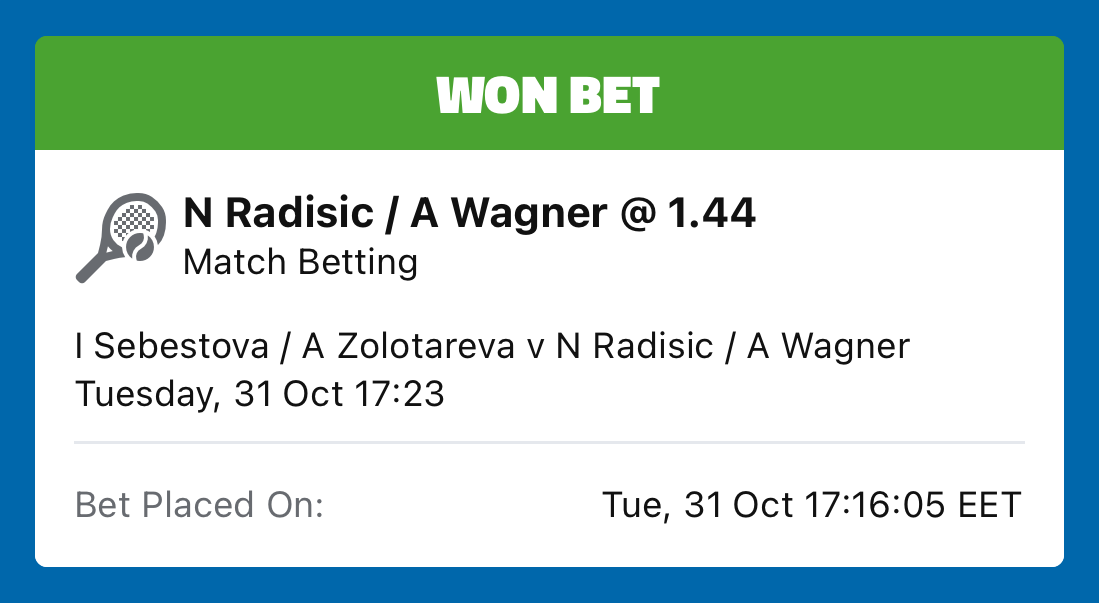 WON BET
N Radisic / A Wagner @ 1.44
Match Betting
I Sebestova / A Zolotareva v N Radisic / A Wagner
Tuesday, 31 Oct 17:23
Bet Placed On: Tue, 31 Oct 17:16:05 EET